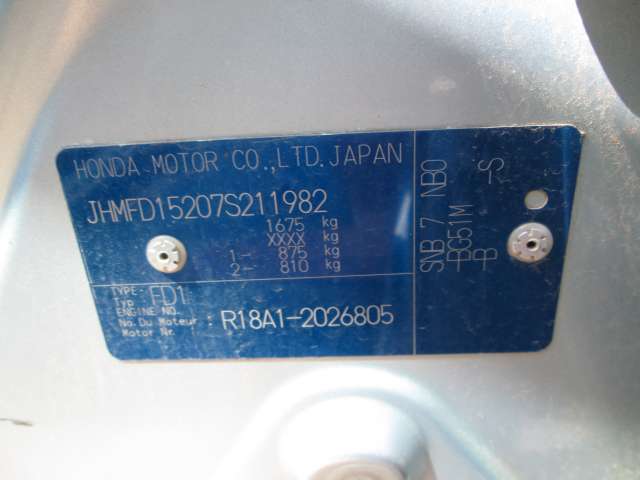 HONDA MOTOR CO.,LTD.JAPAN
JHMFD15207S211982
1675 kg
XXXX kg
1- 875 kg
2- 810 kg
TYPE
Typ FD1
ENGINE NO.
No.Du Moteur : R18A1-2026805
Motor Nr.
SNB 7 NB0
BG51M -S
B